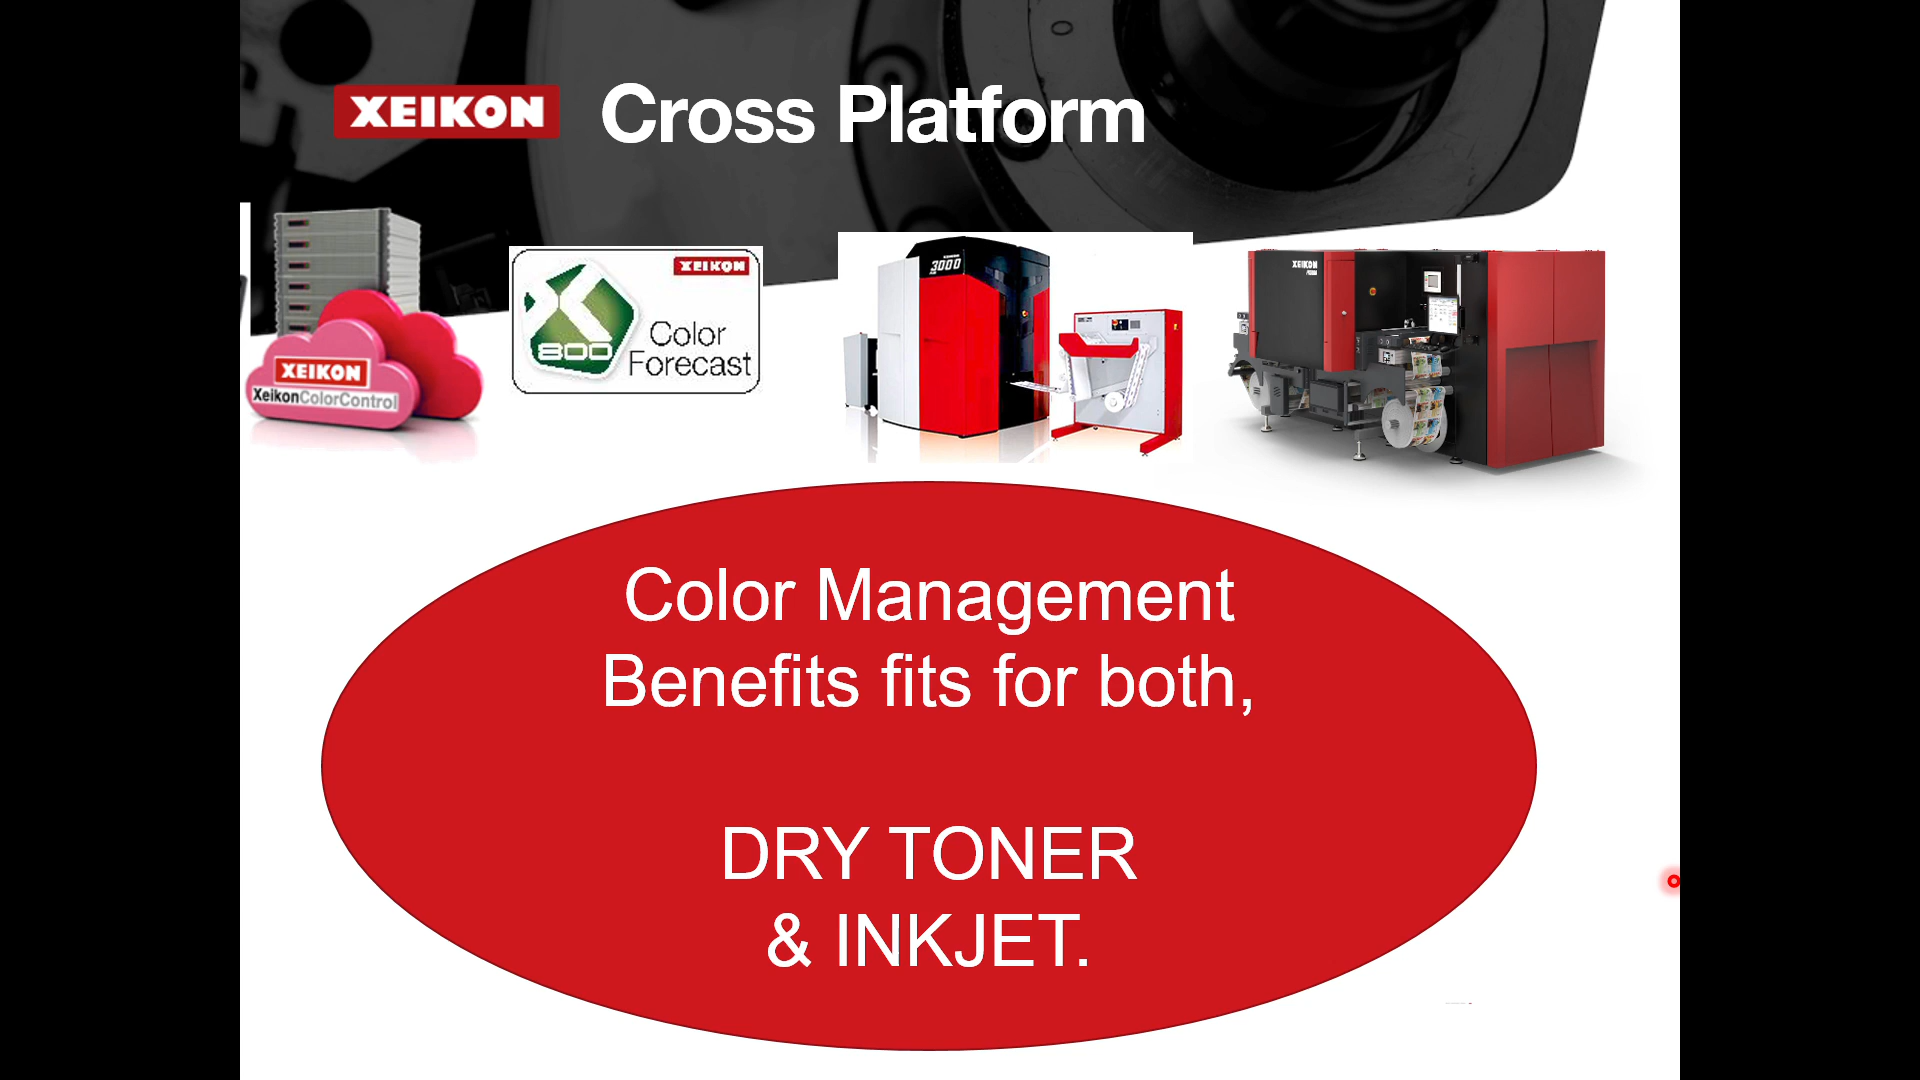 XEIKON Cross Platform
XEIKON
XeikonColorControl
XEIKON
X
800
Color
Forecast
3000
XEIKON
Color Management
Benefits fits for both,
DRY TONER
& INKJET.